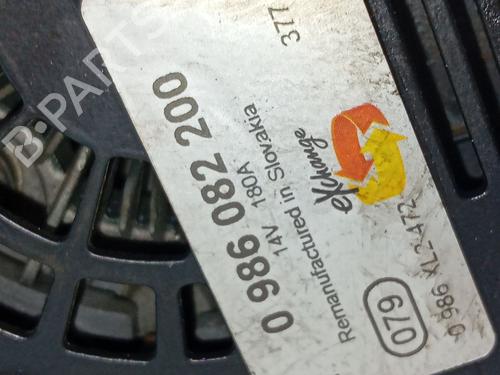 B-PARTS
377
0 986 082 200
14V 180A
Remanufactured in Slovakia
eXchange
079
0 986 XL2 472